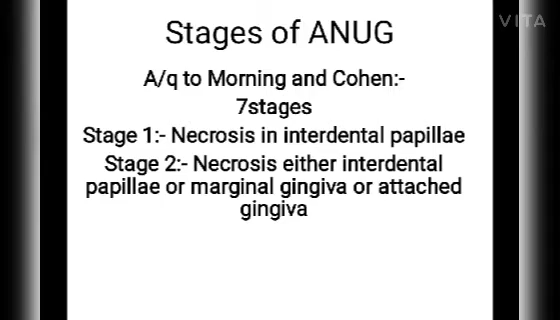 VITA
Stages of ANUG
A/q to Morning and Cohen:-
7stages
Stage 1:- Necrosis in interdental papillae
Stage 2:- Necrosis either interdental
papillae or marginal gingiva or attached
gingiva